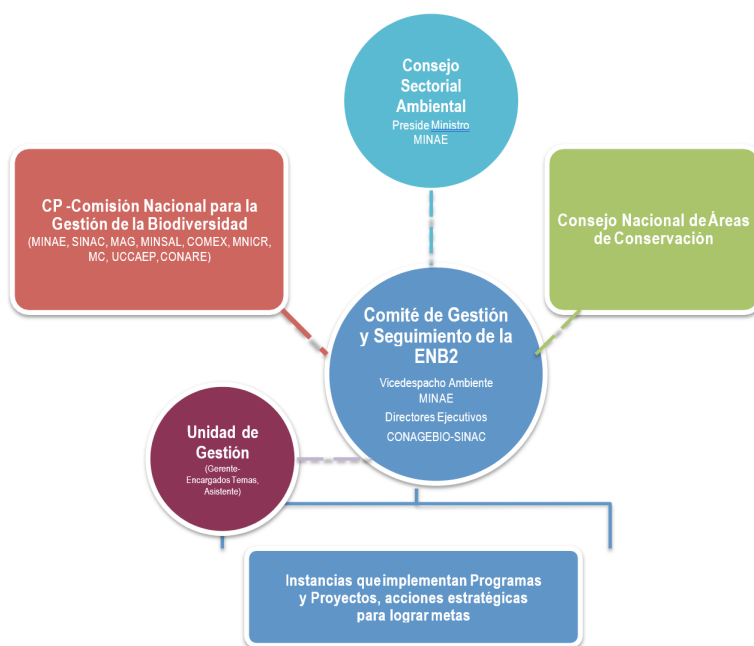 Consejo
Sectorial
Ambiental
Preside Ministro
MINAE
CP -Comisión Nacional para la
Gestión de la Biodiversidad
(MINAE, SINAC, MAG, MINSAL, COMEX, MNICR,
MC, UCCAEP, CONARE)
Consejo Nacional de Áreas
de Conservación
Comité de Gestión
y Seguimiento de la
ENB2
Vicedespacho Ambiente
MINAE
Directores Ejecutivos
CONAGEBIO-SINAC
Unidad de
Gestión
(Gerente-
Encargados Temas,
Asistente)
Instancias que implementan Programas
y Proyectos, acciones estratégicas
para lograr metas